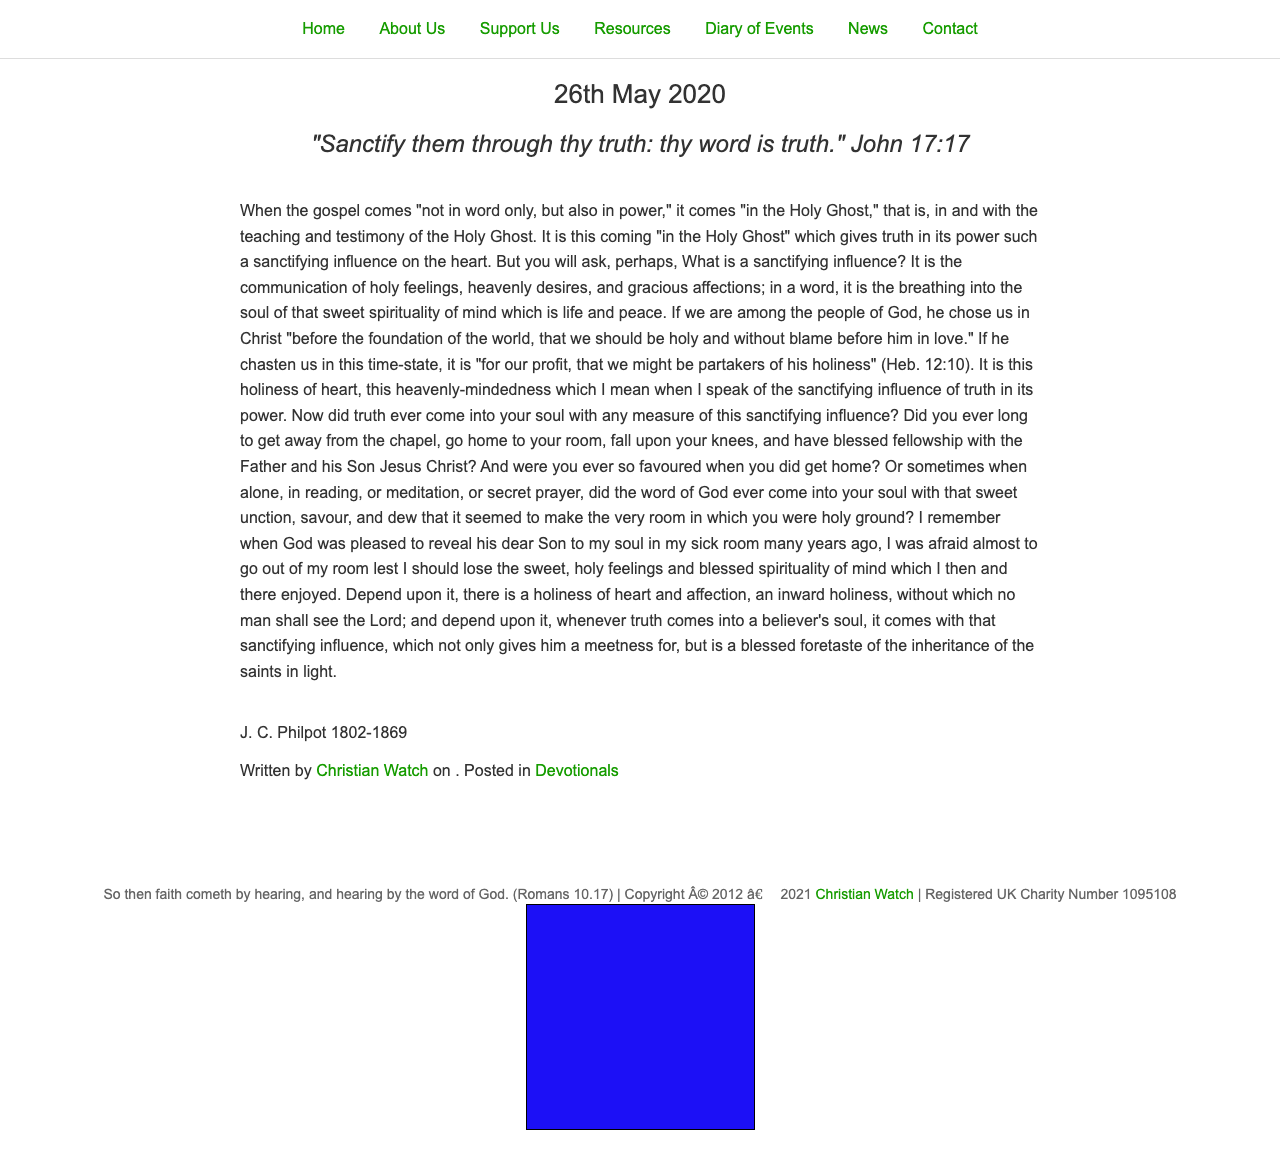 Home About Us Support Us Resources Diary of Events News Contact
26th May 2020
"Sanctify them through thy truth: thy word is truth." John 17:17
When the gospel comes "not in word only, but also in power," it comes "in the Holy Ghost," that is, in and with the
teaching and testimony of the Holy Ghost. It is this coming "in the Holy Ghost" which gives truth in its power such
a sanctifying influence on the heart. But you will ask, perhaps, What is a sanctifying influence? It is the
communication of holy feelings, heavenly desires, and gracious affections; in a word, it is the breathing into the
soul of that sweet spirituality of mind which is life and peace. If we are among the people of God, he chose us in
Christ "before the foundation of the world, that we should be holy and without blame before him in love." If he
chasten us in this time-state, it is "for our profit, that we might be partakers of his holiness" (Heb. 12:10). It is this
holiness of heart, this heavenly-mindedness which I mean when I speak of the sanctifying influence of truth in its
power. Now did truth ever come into your soul with any measure of this sanctifying influence? Did you ever long
to get away from the chapel, go home to your room, fall upon your knees, and have blessed fellowship with the
Father and his Son Jesus Christ? And were you ever so favoured when you did get home? Or sometimes when
alone, in reading, or meditation, or secret prayer, did the word of God ever come into your soul with that sweet
unction, savour, and dew that it seemed to make the very room in which you were holy ground? I remember
when God was pleased to reveal his dear Son to my soul in my sick room many years ago, I was afraid almost to
go out of my room lest I should lose the sweet, holy feelings and blessed spirituality of mind which I then and
there enjoyed. Depend upon it, there is a holiness of heart and affection, an inward holiness, without which no
man shall see the Lord; and depend upon it, whenever truth comes into a believer's soul, it comes with that
sanctifying influence, which not only gives him a meetness for, but is a blessed foretaste of the inheritance of the
saints in light.
J. C. Philpot 1802-1869
Written by Christian Watch on . Posted in Devotionals
So then faith cometh by hearing, and hearing by the word of God. (Romans 10.17) | Copyright Â© 2012 â€ 2021 Christian Watch | Registered UK Charity Number 1095108